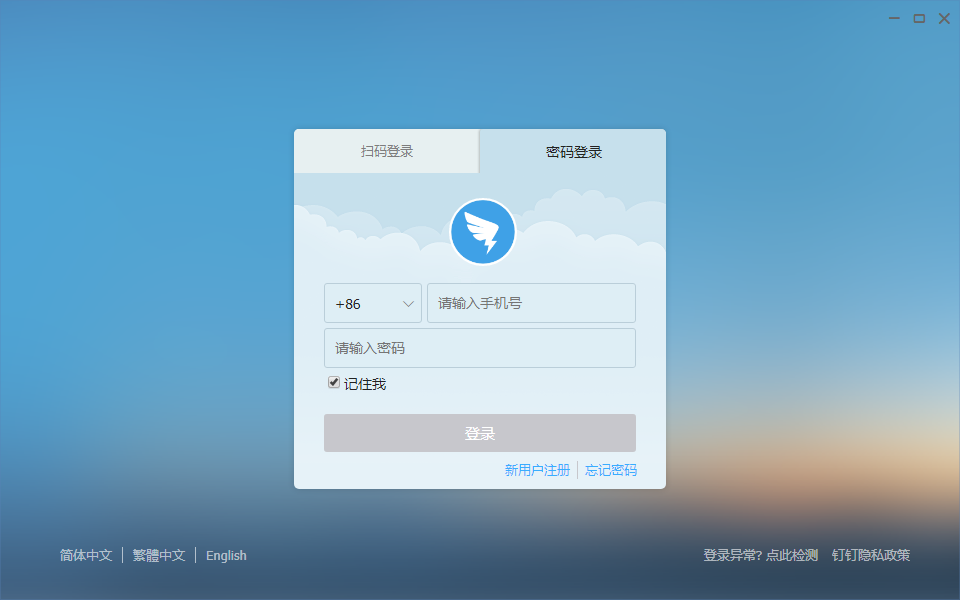 扫码登录 密码登录
+86 请输入手机号
请输入密码
记住我
登录
新用户注册 忘记密码
简体中文 繁體中文 English 登录异常? 点此检测 钉钉隐私政策